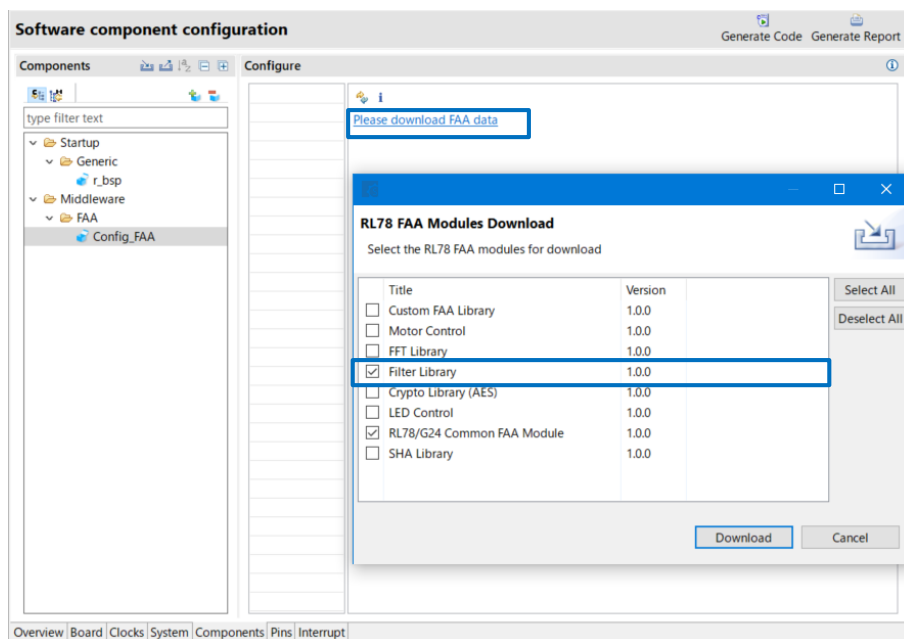 Software component configuration
Generate Code Generate Report
Components
Configure
type filter text
Please download FAA data
Startup
Generic
r_bsp
Middleware
FAA
Config_FAA
RL78 FAA Modules Download
Select the RL78 FAA modules for download
Title Version
Custom FAA Library 1.0.0
Motor Control 1.0.0
FFT Library 1.0.0
Filter Library 1.0.0
Crypto Library (AES) 1.0.0
LED Control 1.0.0
RL78/G24 Common FAA Module 1.0.0
SHA Library 1.0.0
Select All
Deselect All
Download Cancel
Overview Board Clocks System Components Pins Interrupt